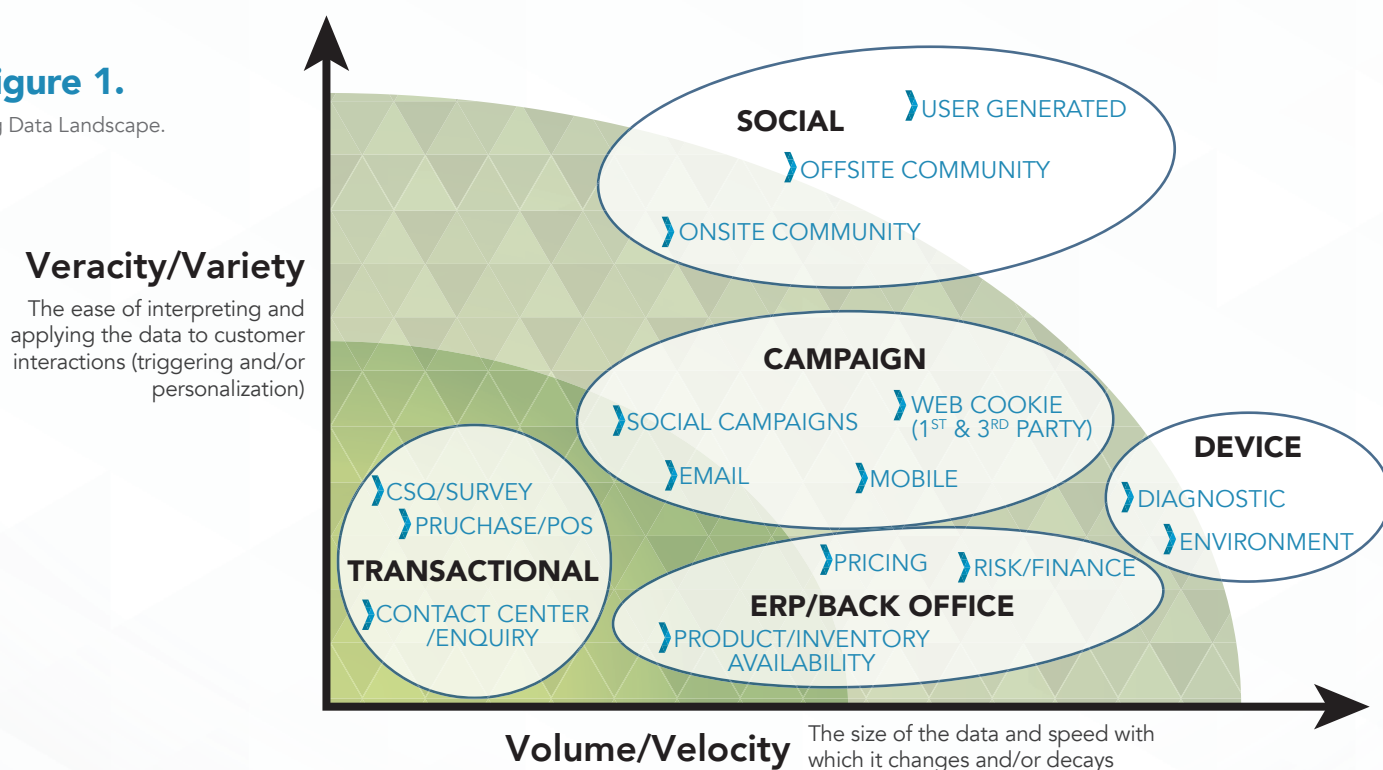 igure 1.
g Data Landscape.
Veracity/Variety
The ease of interpreting and
applying the data to customer
interactions (triggering and/or
personalization)
SOCIAL
USER GENERATED
OFFSITE COMMUNITY
ONSITE COMMUNITY
CAMPAIGN
SOCIAL CAMPAIGNS
WEB COOKIE
(1ST & 3RD PARTY)
EMAIL
MOBILE
DEVICE
DIAGNOSTIC
ENVIRONMENT
CSQ/SURVEY
PRUCHASE/POS
TRANSACTIONAL
CONTACT CENTER
/ENQUIRY
PRICING
RISK/FINANCE
ERP/BACK OFFICE
PRODUCT/INVENTORY
AVAILABILITY
Volume/Velocity
The size of the data and speed with
which it changes and/or decays